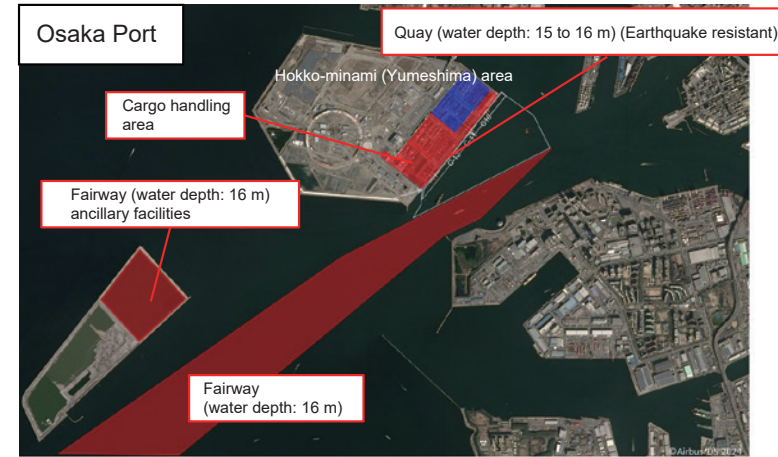 Osaka Port
Quay (water depth: 15 to 16 m) (Earthquake resistant)
Hokko-minami (Yumeshima) area
Cargo handling
area
Fairway (water depth: 16 m)
ancillary facilities
Fairway
(water depth: 16 m)
©Airbus DS 2024